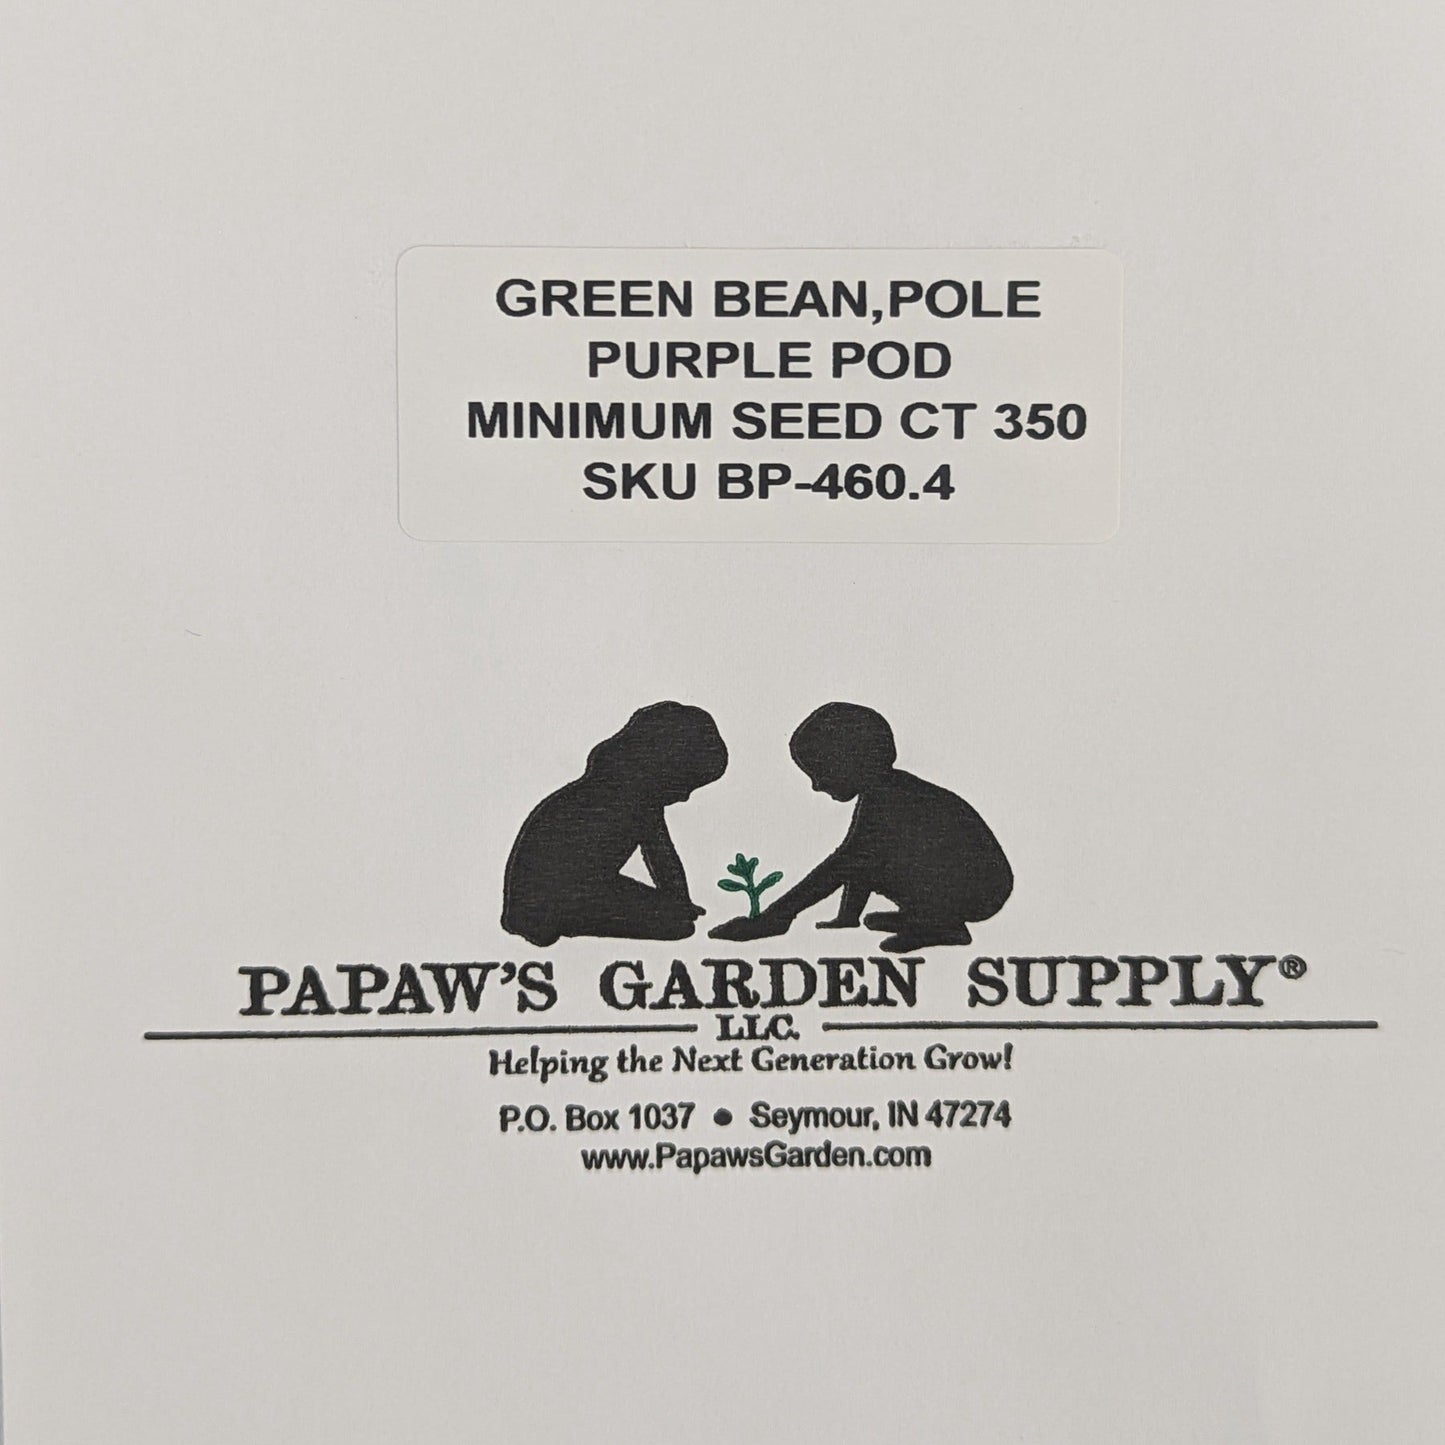 GREEN BEAN,POLE
PURPLE POD
MINIMUM SEED CT 350
SKU BP-460.4
PAPAW'S GARDEN SUPPLY®
LLC.
Helping the Next Generation Grow!
P.O. Box 1037 • Seymour, IN 47274
www.PapawsGarden.com